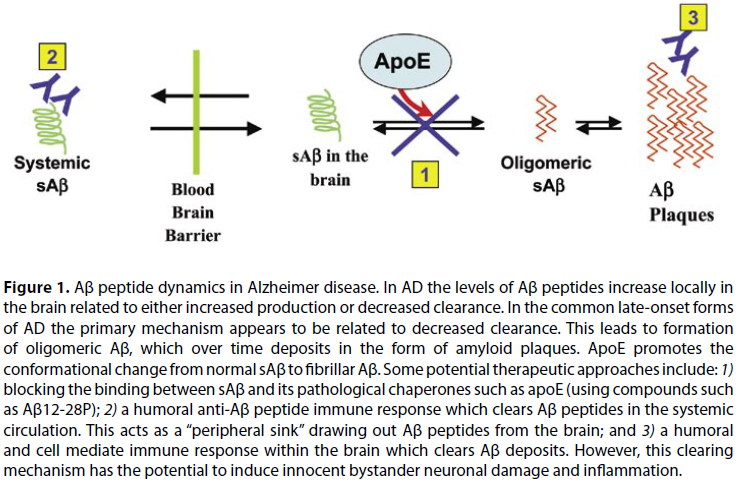 3
2
ApoE
1
Systemic
sAβ
sAβ in the
brain
Oligomeric
sAβ
Aβ
Plaques
Blood
Brain
Barrier
Figure 1. Aβ peptide dynamics in Alzheimer disease. In AD the levels of Aβ peptides increase locally in
the brain related to either increased production or decreased clearance. In the common late-onset forms
of AD the primary mechanism appears to be related to decreased clearance. This leads to formation
of oligomeric Aβ, which over time deposits in the form of amyloid plaques. ApoE promotes the
conformational change from normal sAβ to fibrillar Aβ. Some potential therapeutic approaches include: 1)
blocking the binding between sAβ and its pathological chaperones such as apoE (using compounds such
as Aβ12-28P); 2) a humoral anti-Aβ peptide immune response which clears Aβ peptides in the systemic
circulation. This acts as a “peripheral sink” drawing out Aβ peptides from the brain; and 3) a humoral
and cell mediate immune response within the brain which clears Aβ deposits. However, this clearing
mechanism has the potential to induce innocent bystander neuronal damage and inflammation.